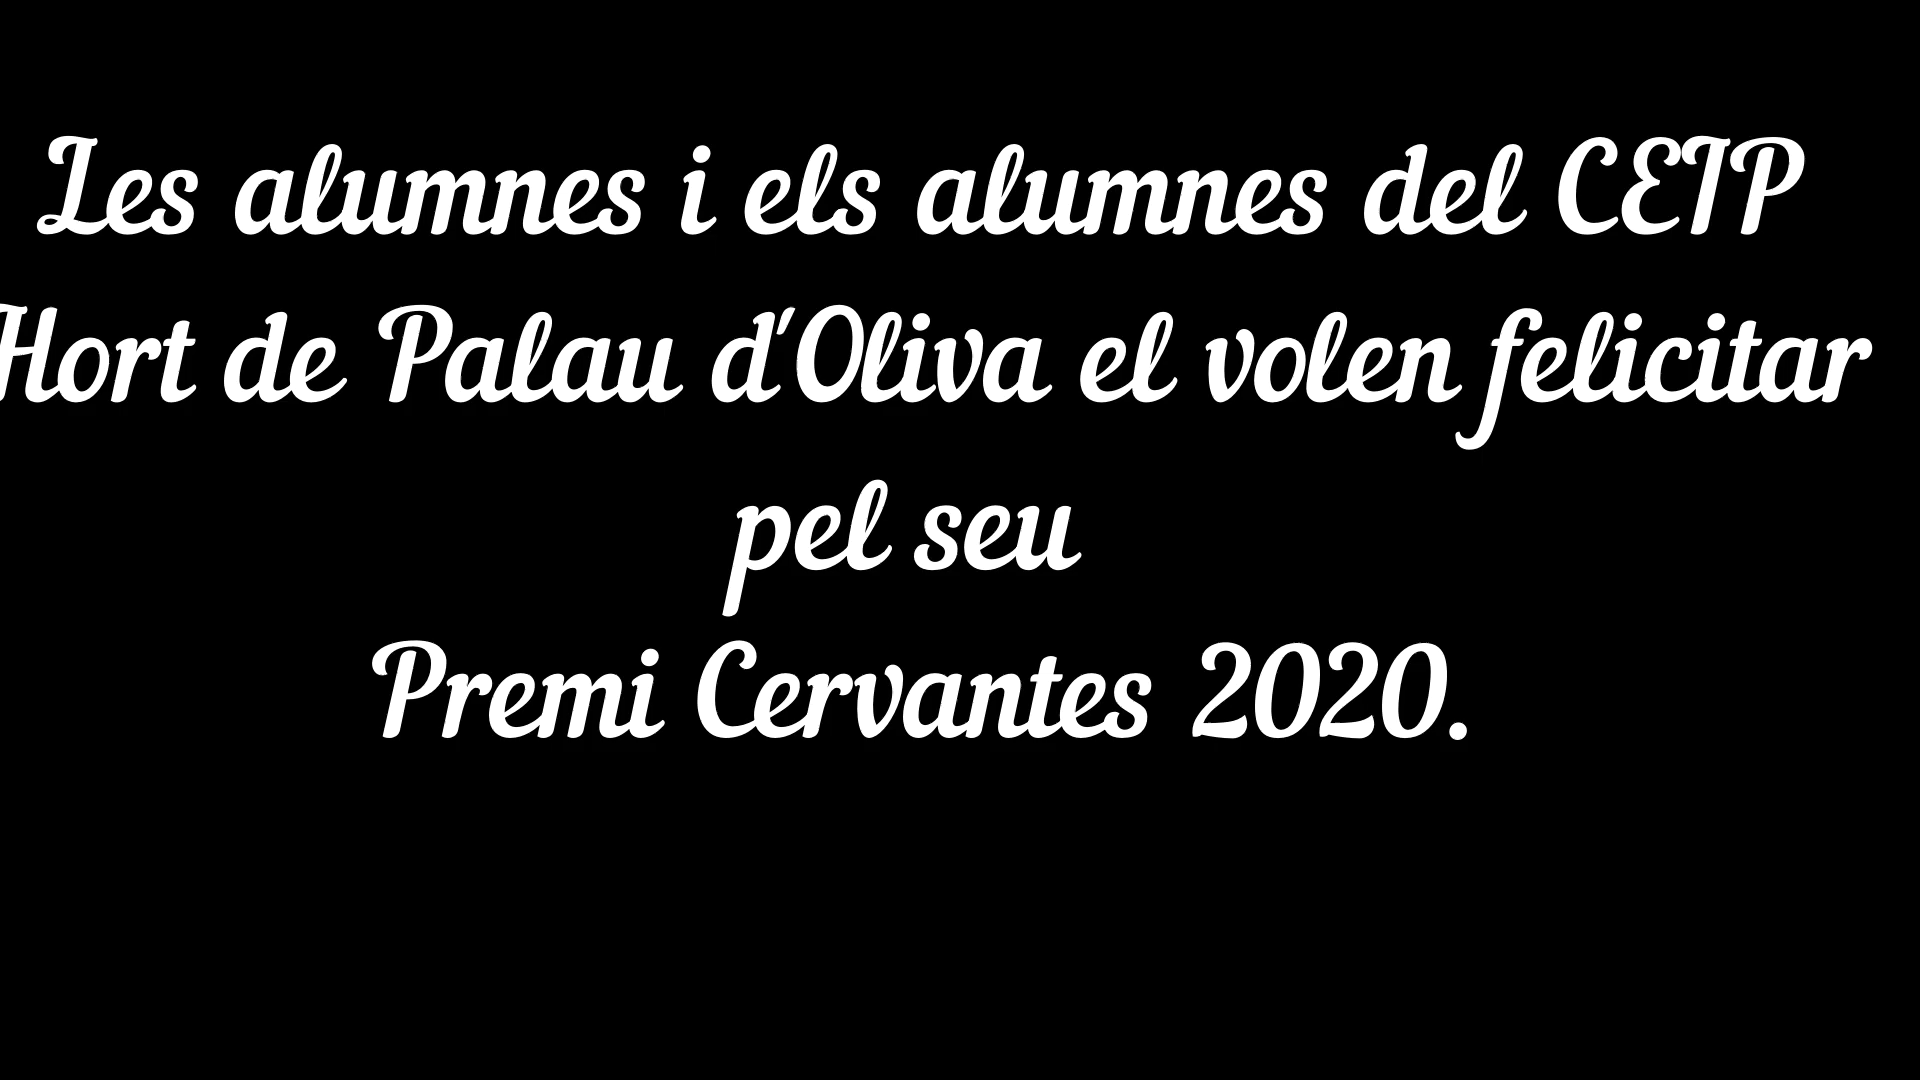 Les alumnes i els alumnes del CEIP
Hort de Palau d'Oliva el volen felicitar
pel seu
Premi Cervantes 2020.